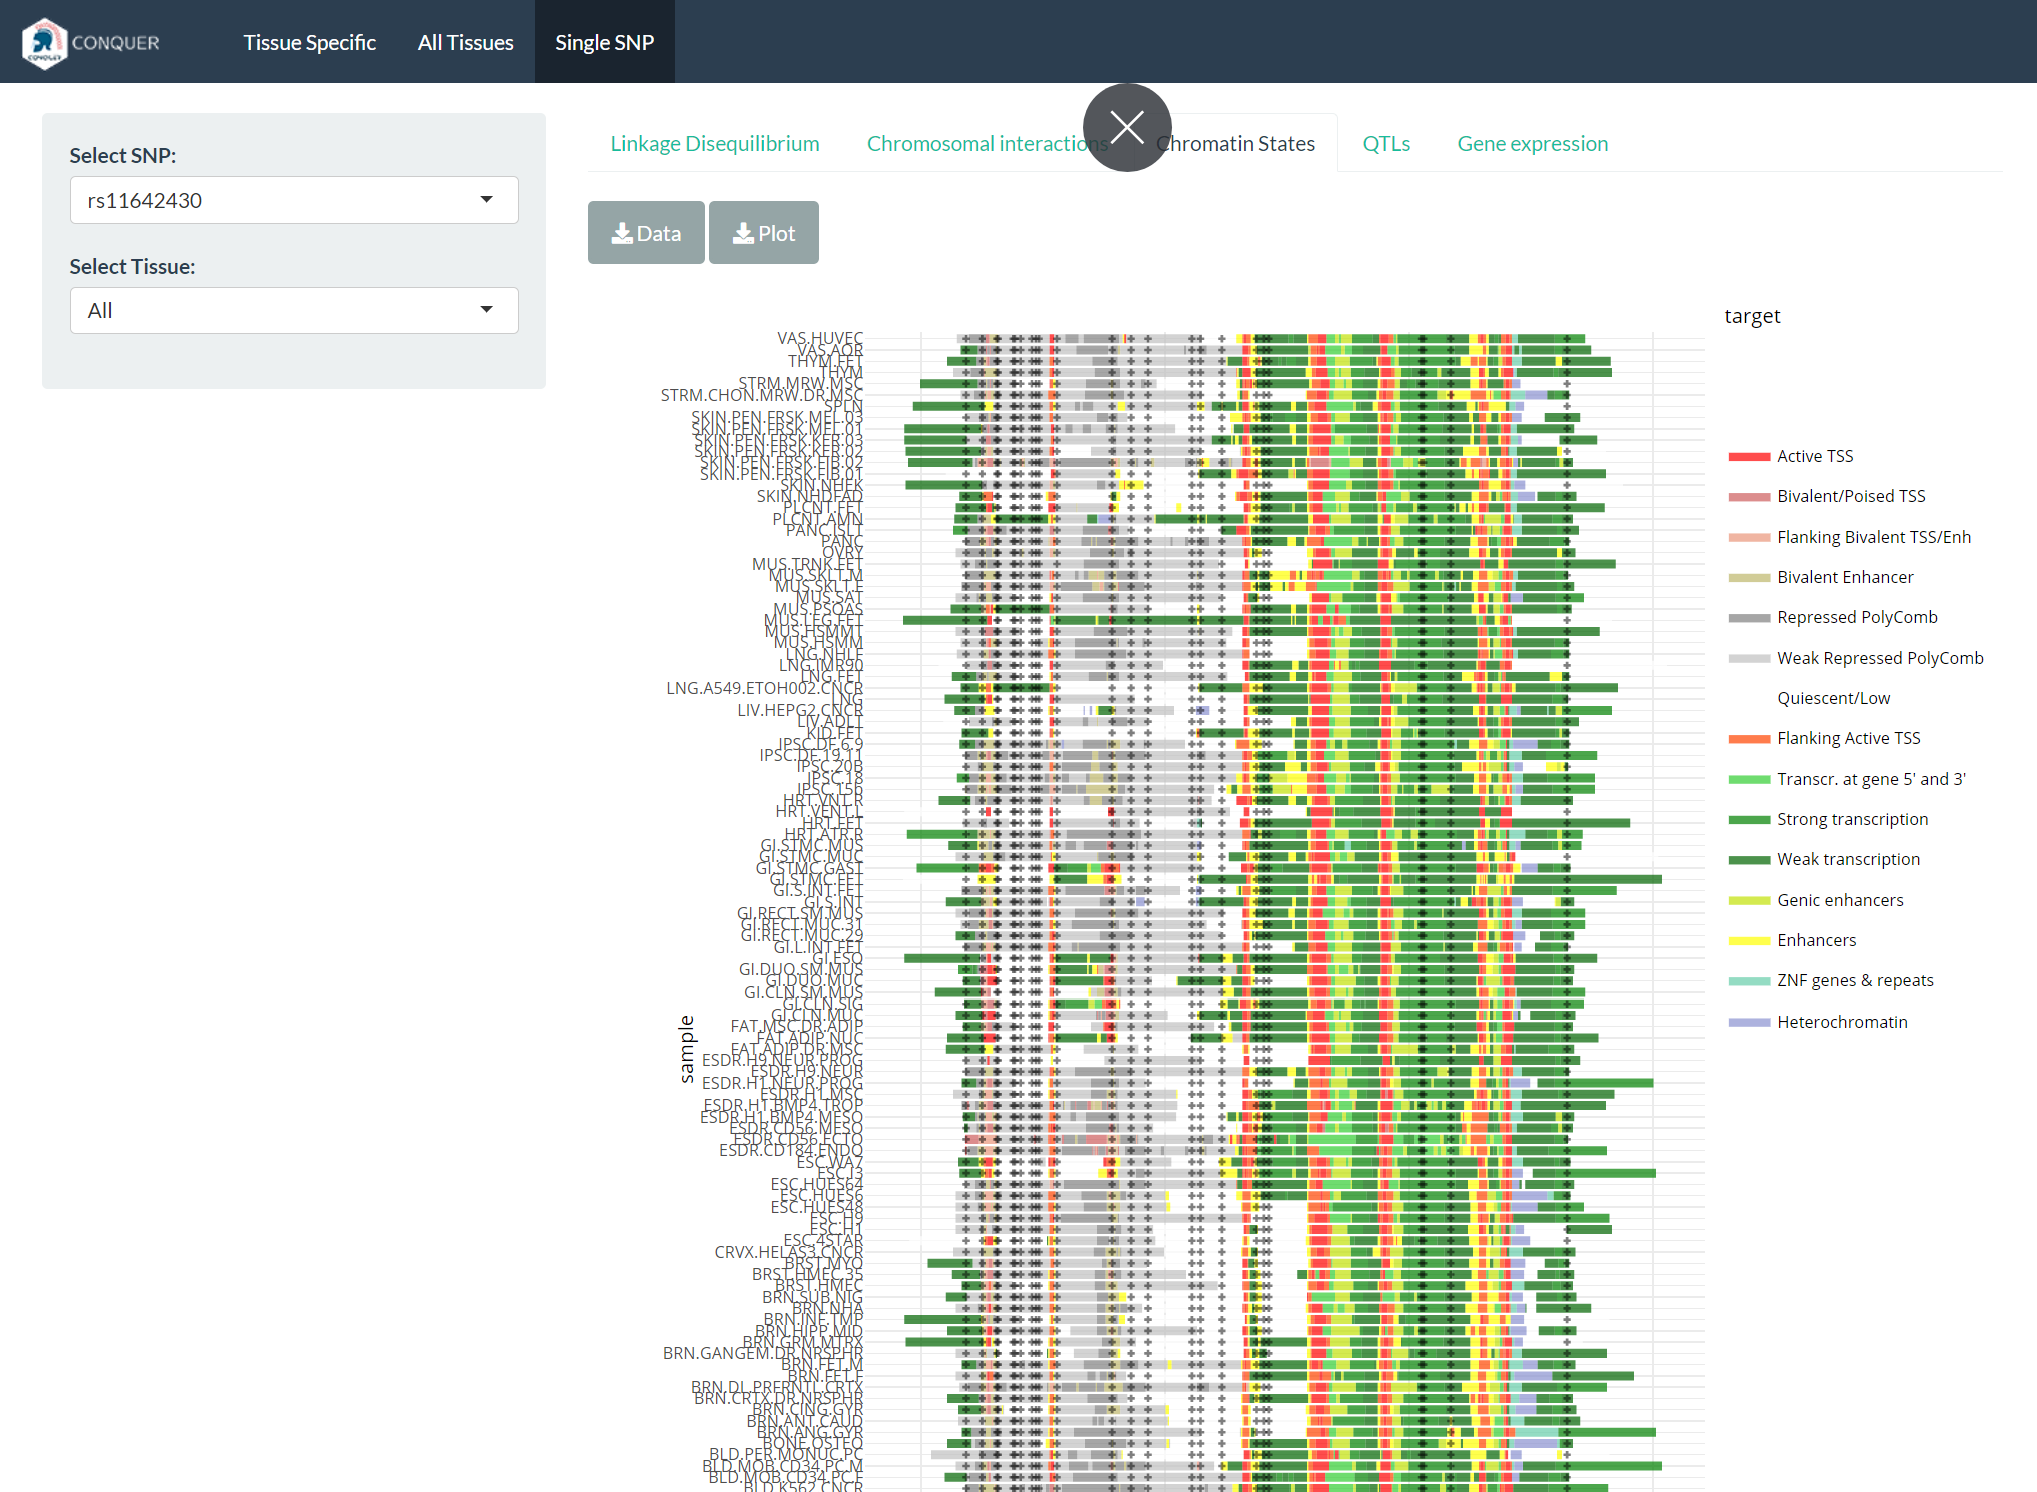 CONQUER
Tissue Specific
All Tissues
Single SNP
Select SNP:
rs11642430
Select Tissue:
All
Linkage Disequilibrium
Chromosomal interactions
Chromatin States
QTLs
Gene expression
Data
Plot
target
VAS.HUVEC
VAS.AOR
THYM.FET
THYM
STRM.MRW.MSC
STRM.CHON.MRW.DR.MSC
SPLN
SKIN.PEN.FRSK.MEL.03
SKIN.PEN.FRSK.MEL.01
SKIN.PEN.FRSK.KER.03
SKIN.PEN.FRSK.KER.02
SKIN.PEN.FRSK.FIB.02
SKIN.PEN.FRSK.FIB.01
SKIN.NHEK
SKIN.NHDFAD
PLCNT.FET
PLCNT.AMN
PANC.ISLT
PANC
OVRY
MUS.TRNK.FET
MUS.SKLT.M
MUS.SKLT.F
MUS.SAT
MUS.PSOAS
MUS.LEG.FET
MUS.HSMMT
MUS.HSMM
LNG.NHLF
LNG.IMR90
LNG.FET
LNG.A549.ETOH002.CNCR
LNG
LIV.HEPG2.CNCR
LIV.ADLT
KID.FET
IPSC.DF.6.9
IPSC.DF.19.11
IPSC.20B
IPSC.18
IPSC.15b
HRT.VNT.R
HRT.VENT.L
HRT.FET
HRT.ATR.R
GI.STMC.MUS
GI.STMC.MUC
GI.STMC.GAST
GI.STMC.FET
GI.S.INT.FET
GI.S.INT
GI.RECT.SM.MUS
GI.RECT.MUC.31
GI.RECT.MUC.29
GI.L.INT.FET
GI.ESO
GI.DUO.SM.MUS
GI.DUO.MUC
GI.CLN.SM.MUS
GI.CLN.SIG
GI.CLN.MUC
FAT.MSC.DR.ADIP
FAT.ADIP.NUC
FAT.ADIP.DR.MSC
ESDR.H9.NEUR.PROG
ESDR.H9.NEUR
ESDR.H1.NEUR.PROG
ESDR.H1.MSC
ESDR.H1.BMP4.TROP
ESDR.H1.BMP4.MESO
ESDR.CD56.MESO
ESDR.CD56.ECTO
ESDR.CD184.ENDO
ESC.WA7
ESC.I3
ESC.HUES64
ESC.HUES6
ESC.HUES48
ESC.H9
ESC.H1
ESC.4STAR
CRVX.HELAS3.CNCR
BRST.MYO
BRST.HMEC.35
BRST.HMEC
BRN.SUB.NIG
BRN.NHA
BRN.INF.TMP
BRN.HIPP.MID
BRN.GRM.MTRX
BRN.GANGEM.DR.NRSPHR
BRN.FET.M
BRN.FET.F
BRN.DL.PRFRNTL.CRTX
BRN.CRTX.DR.NRSPHR
BRN.CING.GYR
BRN.ANT.CAUD
BRN.ANG.GYR
BONE.OSTEO
BLD.PER.MONUC.PC
BLD.MOB.CD34.PC.M
BLD.MOB.CD34.PC.F
BLD.K562.CNCR
sample
Active TSS
Bivalent/Poised TSS
Flanking Bivalent TSS/Enh
Bivalent Enhancer
Repressed PolyComb
Weak Repressed PolyComb
Quiescent/Low
Flanking Active TSS
Transcr. at gene 5' and 3'
Strong transcription
Weak transcription
Genic enhancers
Enhancers
ZNF genes & repeats
Heterochromatin